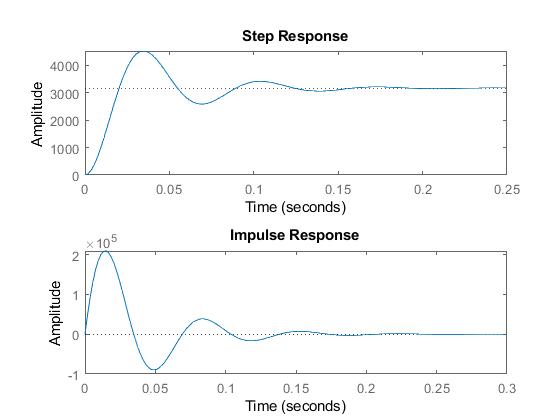 Step Response
4000
3000
2000
1000
0
Amplitude
0 0.05 0.1 0.15 0.2 0.25
Time (seconds)
Impulse Response
×10^5
2
1
0
-1
Amplitude
0 0.05 0.1 0.15 0.2 0.25 0.3
Time (seconds)